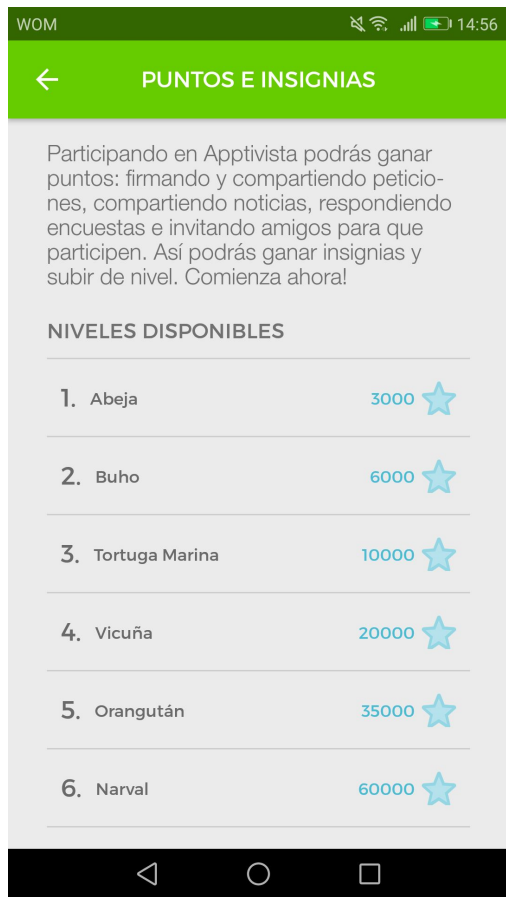 WOM 14:56
PUNTOS E INSIGNIAS
Participando en Apptivista podrás ganar
puntos: firmando y compartiendo peticio-
nes, compartiendo noticias, respondiendo
encuestas e invitando amigos para que
participen. Así podrás ganar insignias y
subir de nivel. Comienza ahora!
NIVELES DISPONIBLES
1. Abeja 3000
2. Buho 6000
3. Tortuga Marina 10000
4. Vicuña 20000
5. Orangután 35000
6. Narval 60000